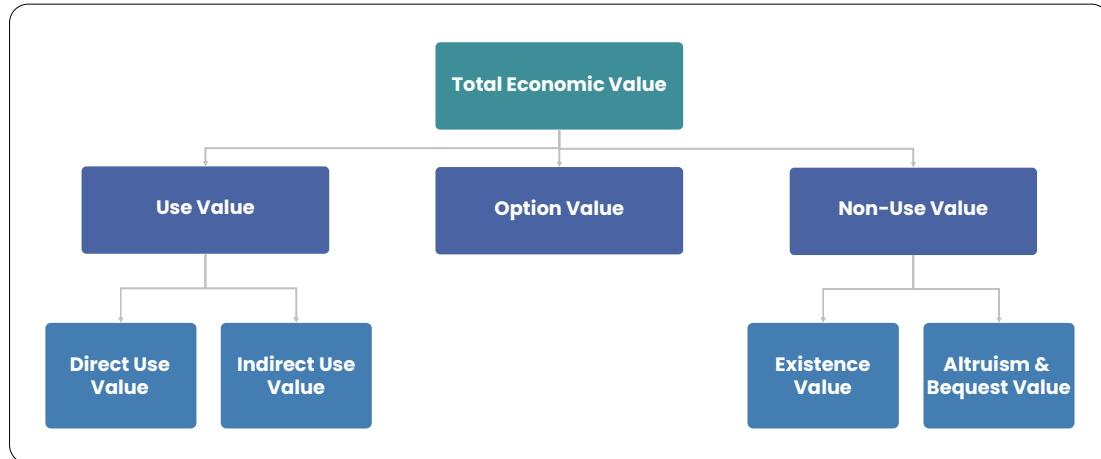 Total Economic Value
Use Value
Option Value
Non-Use Value
Direct Use
Value
Indirect Use
Value
Existence
Value
Altruism &
Bequest Value